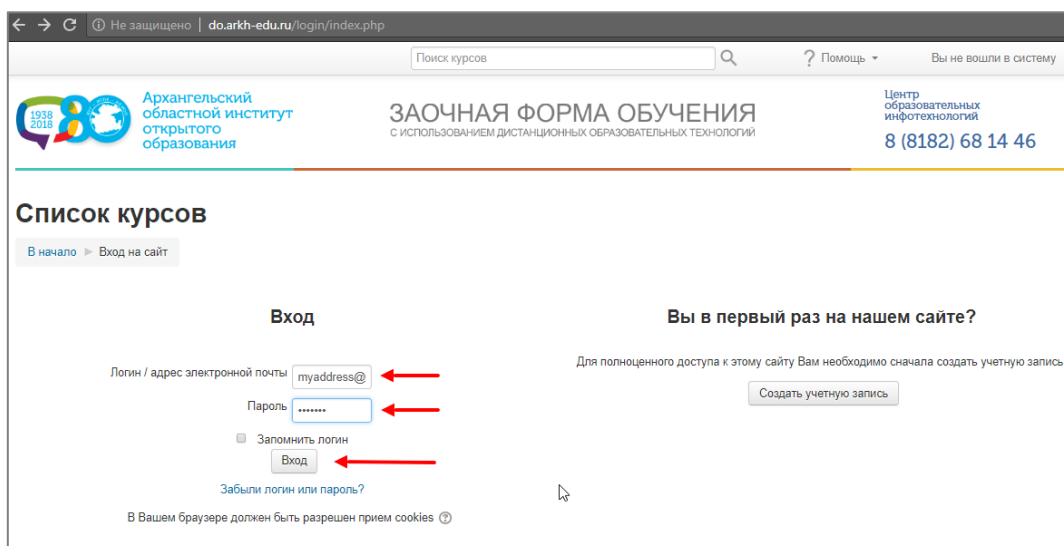 Не защищено | do.arkh-edu.ru/login/index.php
Поиск курсов
? Помощь
Вы не вошли в систему
1938
2018
80
Архангельский
областной институт
открытого
образования
ЗАОЧНАЯ ФОРМА ОБУЧЕНИЯ
С ИСПОЛЬЗОВАНИЕМ ДИСТАНЦИОННЫХ ОБРАЗОВАТЕЛЬНЫХ ТЕХНОЛОГИЙ
Центр
образовательных
инфотехнологий
8 (8182) 68 14 46
Список курсов
В начало ► Вход на сайт
Вход
Логин / адрес электронной почты myaddress@
Пароль •••••••
Запомнить логин
Вход
Забыли логин или пароль?
В Вашем браузере должен быть разрешен прием cookies ?
Вы в первый раз на нашем сайте?
Для полноценного доступа к этому сайту Вам необходимо сначала создать учетную запись
Создать учетную запись